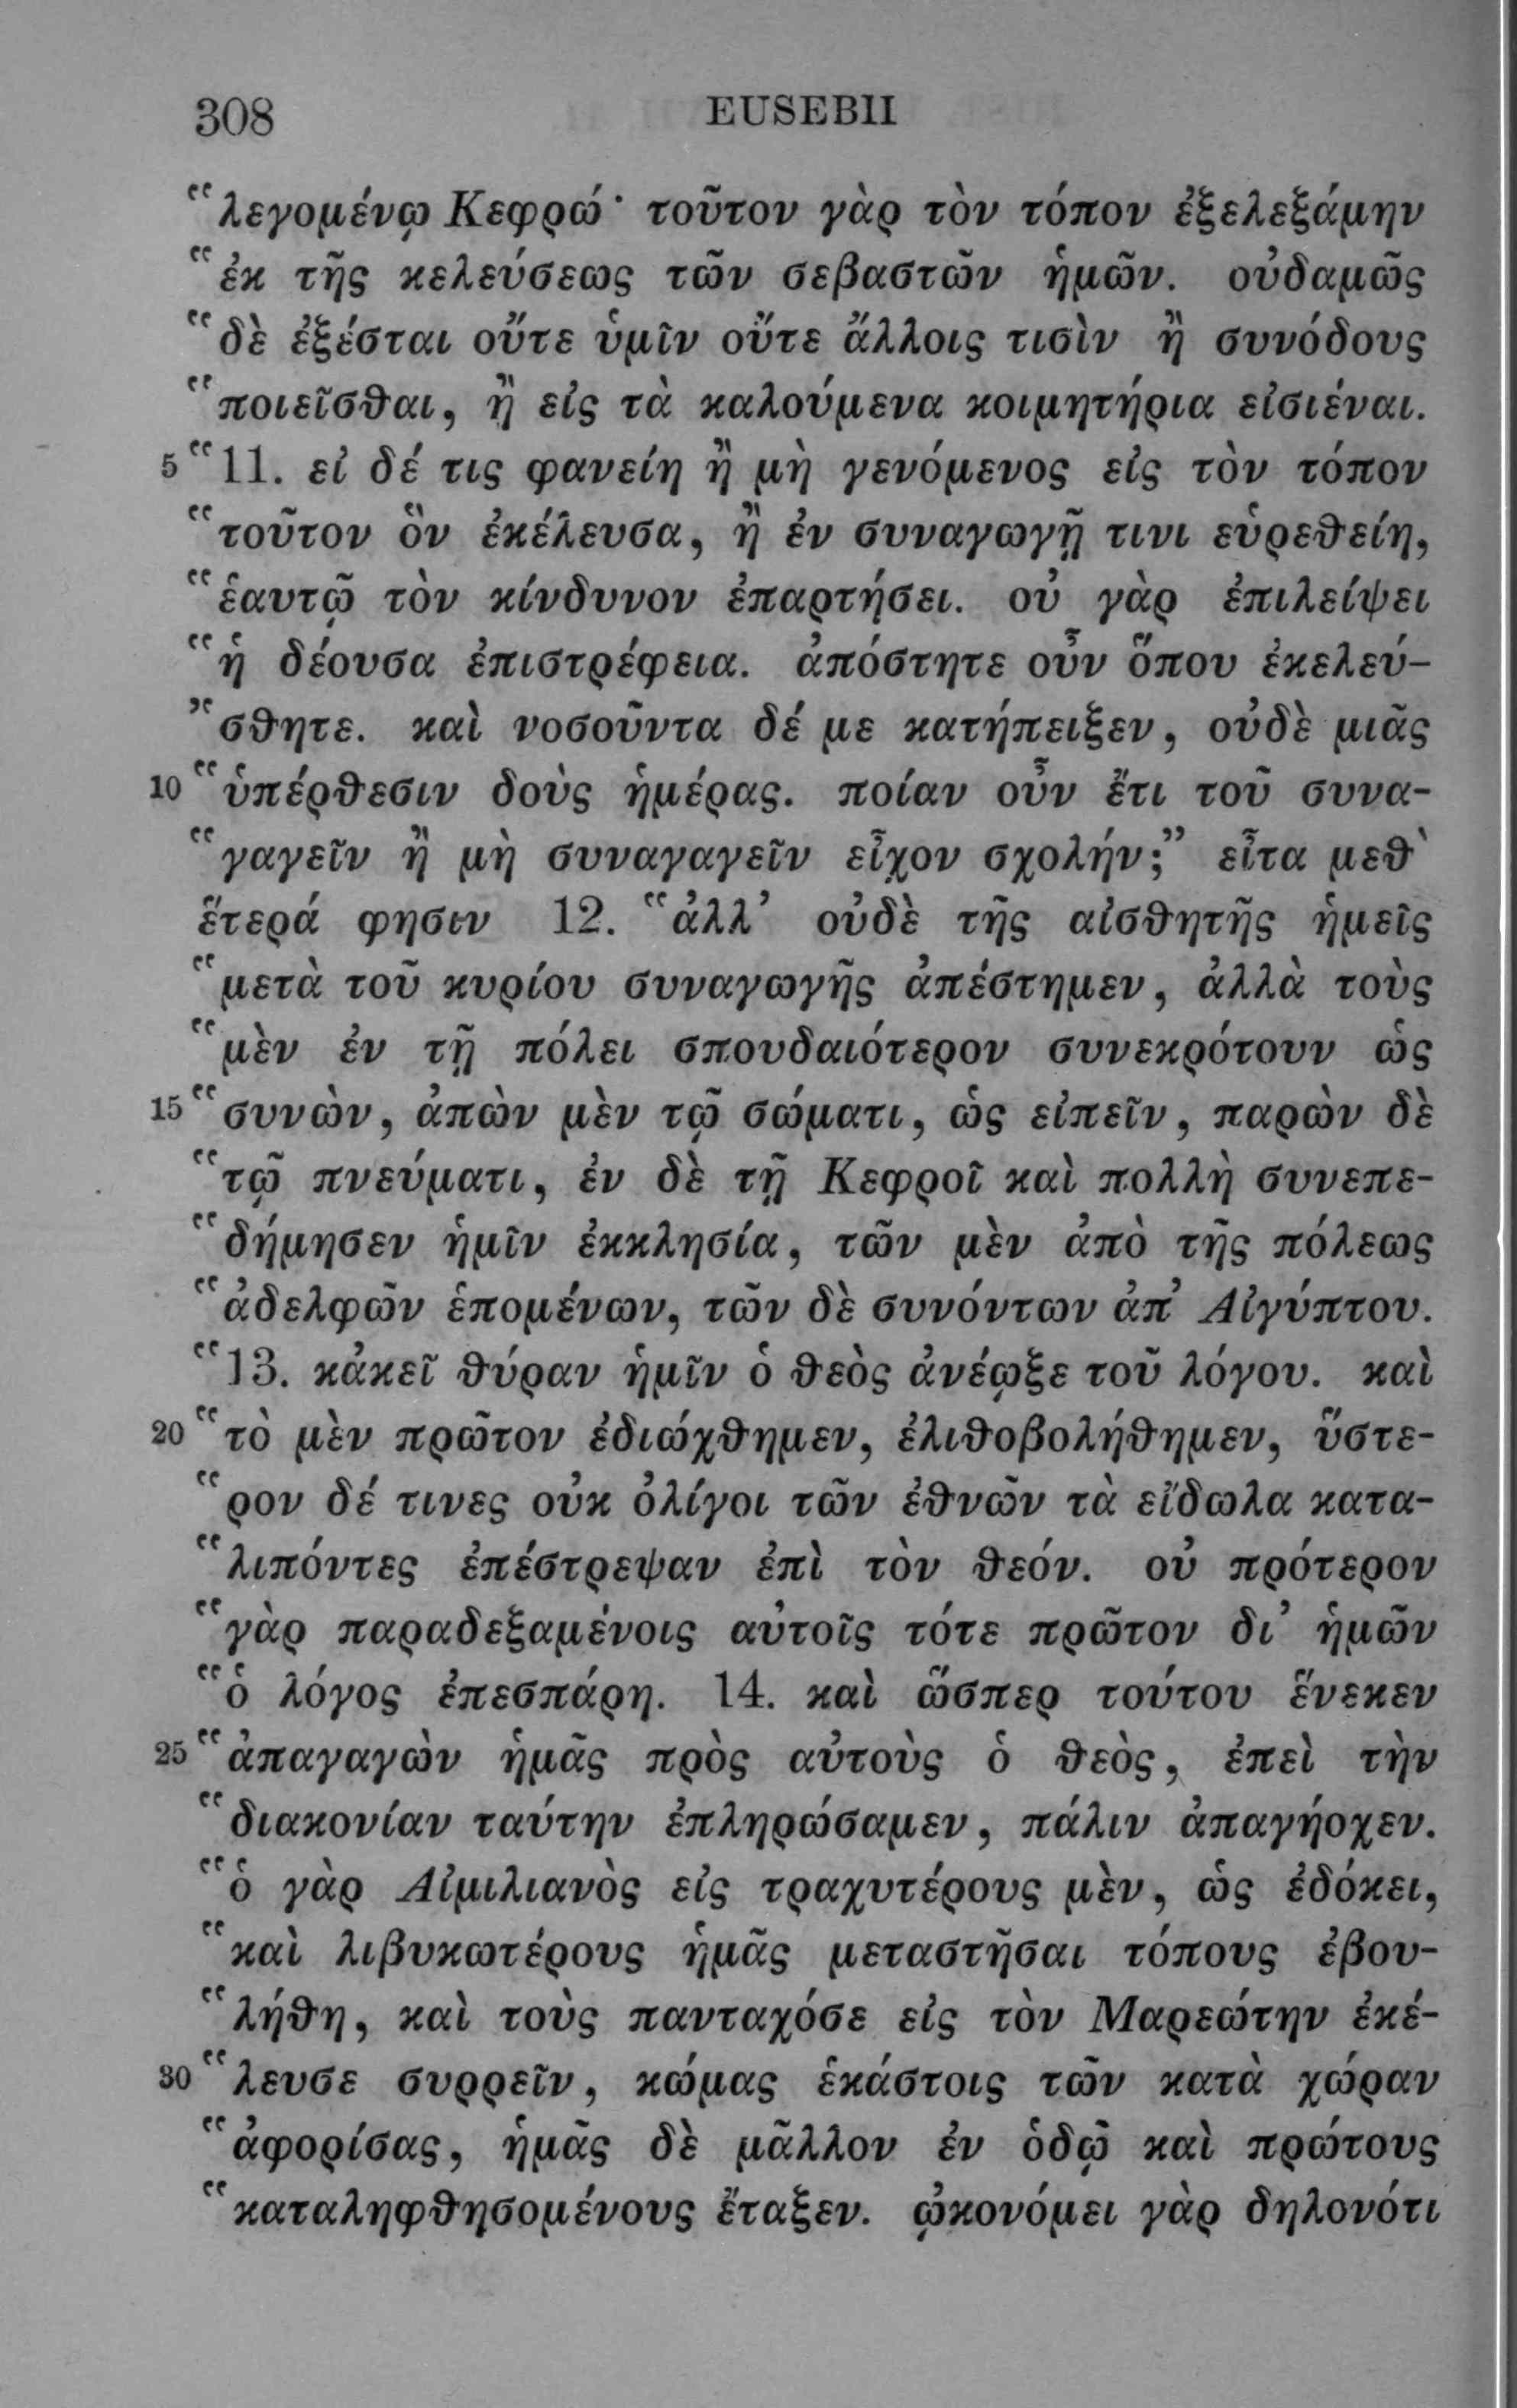 308 EUSEBII
“λεγομένῳ Κεφρώ· τοῦτον γὰρ τὸν τόπον ἐξελεξάμην
“ἐκ τῆς κελεύσεως τῶν σεβαστῶν ἡμῶν. οὐδαμῶς
“δὲ ἐξέσται οὔτε ὑμῖν οὔτε ἄλλοις τισὶν ἢ συνόδους
“ποιεῖσθαι, ἢ εἰς τὰ καλούμενα κοιμητήρια εἰσιέναι.
5 “11. εἰ δέ τις φανείη ἢ μὴ γενόμενος εἰς τὸν τόπον
“τοῦτον ὃν ἐκέλευσα, ἢ ἐν συναγωγῇ τινι εὑρεθείη,
“ἑαυτῷ τὸν κίνδυνον ἐπαρτήσει. οὐ γὰρ ἐπιλείψει
“ἡ δέουσα ἐπιστρέφεια. ἀπόστητε οὖν ὅπου ἐκελεύ-
“σθητε. καὶ νοσοῦντα δέ με κατήπειξεν, οὐδὲ μιᾶς
10 “ὑπέρθεσιν δοὺς ἡμέρας. ποίαν οὖν ἔτι τοῦ συνα-
“γαγεῖν ἢ μὴ συναγαγεῖν εἶχον σχολήν;” εἶτα μεθ᾽
ἕτερά φησιν 12. “ἀλλ᾽ οὐδὲ τῆς αἰσθητῆς ἡμεῖς
“μετὰ τοῦ κυρίου συναγωγῆς ἀπέστημεν, ἀλλὰ τοὺς
“μὲν ἐν τῇ πόλει σπουδαιότερον συνεκρότουν ὡς
15 “συνὼν, ἀπὼν μὲν τῷ σώματι, ὡς εἰπεῖν, παρὼν δὲ
“τῷ πνεύματι, ἐν δὲ τῇ Κεφροῖ καὶ πολλὴ συνεπε-
“δήμησεν ἡμῖν ἐκκλησία, τῶν μὲν ἀπὸ τῆς πόλεως
“ἀδελφῶν ἑπομένων, τῶν δὲ συνόντων ἀπ᾽ Αἰγύπτου.
“13. κἀκεῖ θύραν ἡμῖν ὁ θεὸς ἀνέῳξε τοῦ λόγου. καὶ
20 “τὸ μὲν πρῶτον ἐδιώχθημεν, ἐλιθοβολήθημεν, ὕστε-
“ρον δέ τινες οὐκ ὀλίγοι τῶν ἐθνῶν τὰ εἴδωλα κατα-
“λιπόντες ἐπέστρεψαν ἐπὶ τὸν θεόν. οὐ πρότερον
“γὰρ παραδεξαμένοις αὐτοῖς τότε πρῶτον δι᾽ ἡμῶν
“ὁ λόγος ἐπεσπάρη. 14. καὶ ὥσπερ τούτου ἕνεκεν
25 “ἀπαγαγὼν ἡμᾶς πρὸς αὐτοὺς ὁ θεὸς, ἐπεὶ τὴν
“διακονίαν ταύτην ἐπληρώσαμεν, πάλιν ἀπαγήοχεν.
“ὁ γὰρ Αἰμιλιανὸς εἰς τραχυτέρους μὲν, ὡς ἐδόκει,
“καὶ λιβυκωτέρους ἡμᾶς μεταστῆσαι τόπους ἐβου-
“λήθη, καὶ τοὺς πανταχόσε εἰς τὸν Μαρεώτην ἐκέ-
30 “λευσε συρρεῖν, κώμας ἑκάστοις τῶν κατὰ χώραν
“ἀφορίσας, ἡμᾶς δὲ μᾶλλον ἐν ὁδῷ καὶ πρώτους
“καταληφθησομένους ἔταξεν. ᾠκονόμει γὰρ δηλονότι